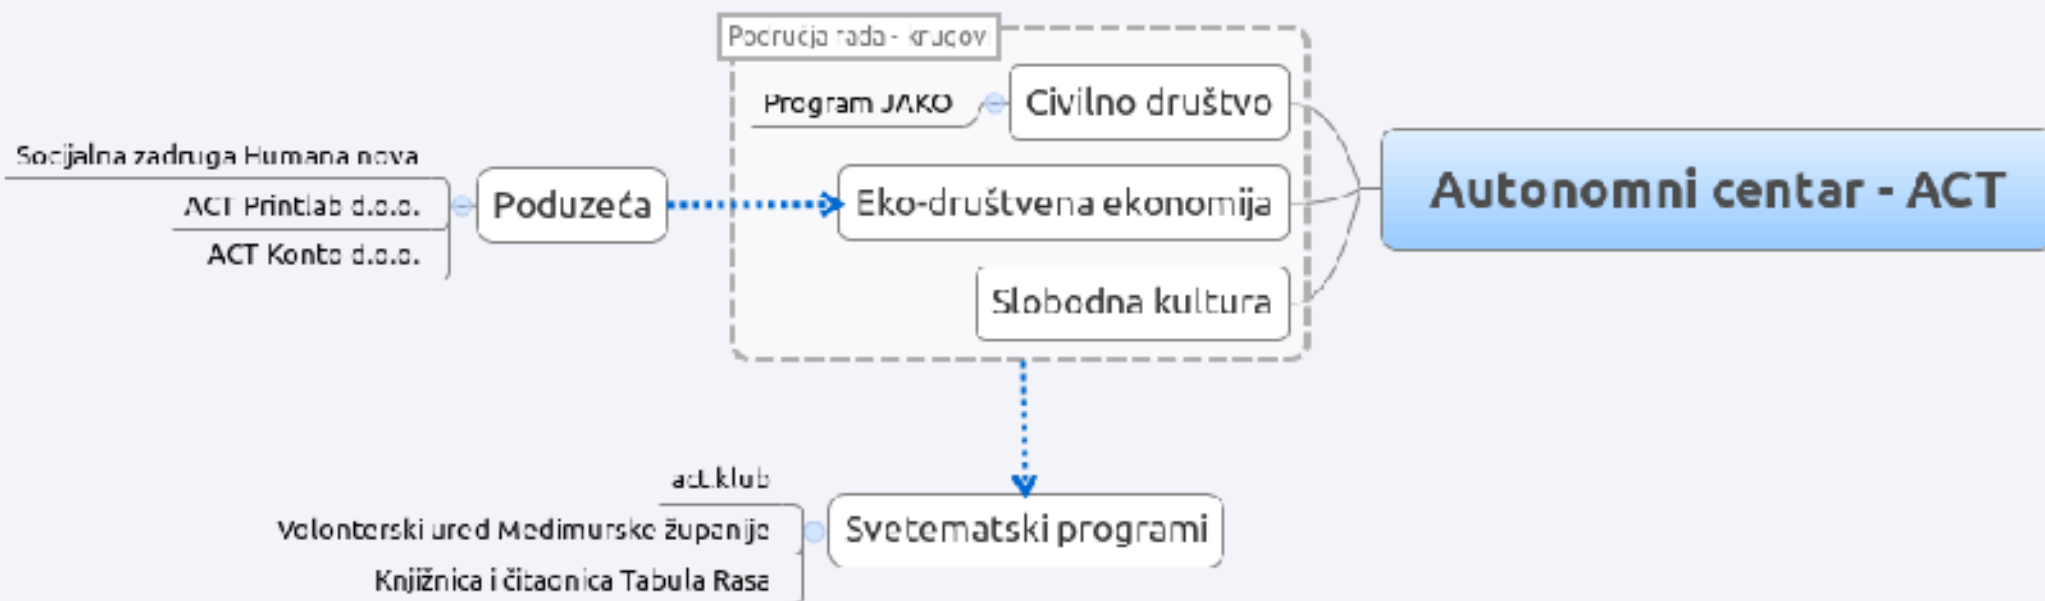 Područja rada - krugovi
Program JAKO
Civilno društvo
Socijalna zadruga Humana nova
ACT Printlab d.o.o.
ACT Konto d.o.o.
Poduzeća
Eko-društvena ekonomija
Autonomni centar - ACT
Slobodna kultura
act.klub
Volonterski ured Međimurske županije
Knjižnica i čitaonica Tabula Rasa
Svetematski programi